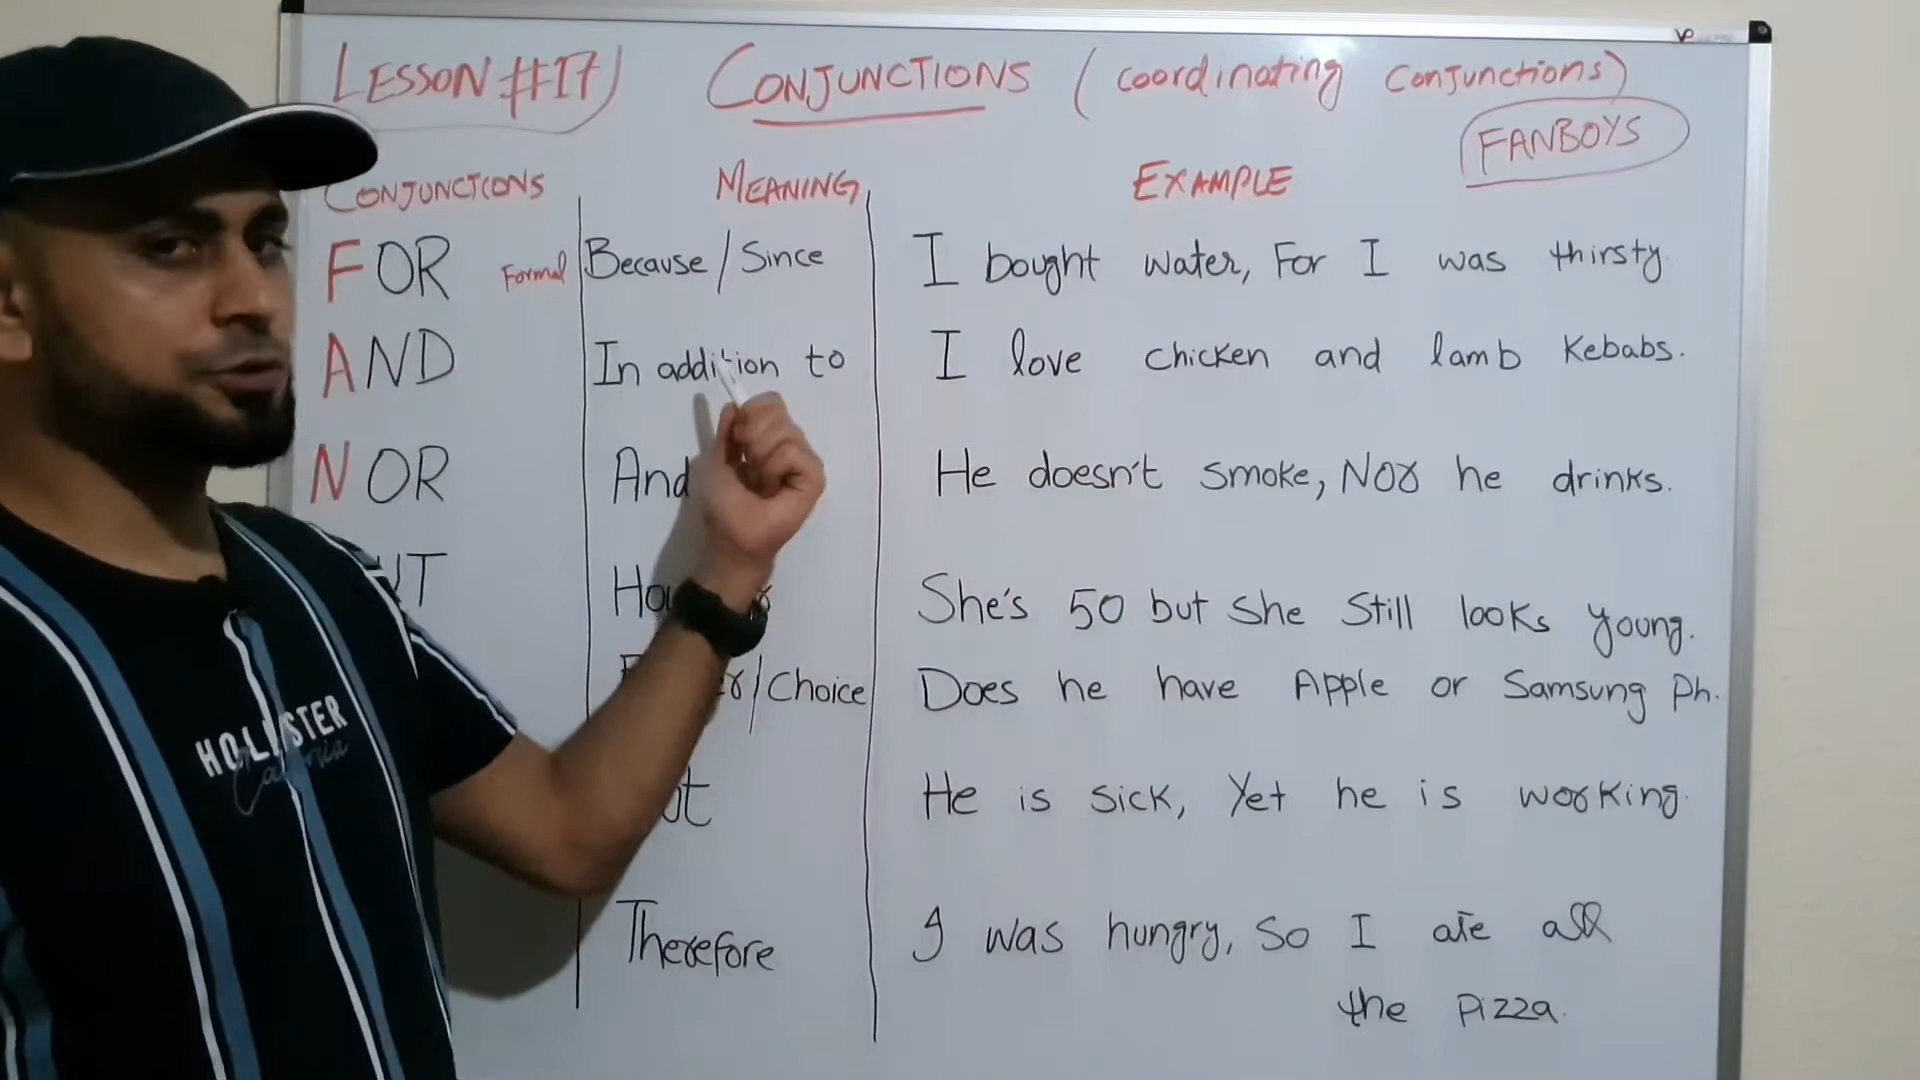 LESSON #17) CONJUNCTIONS (Coordinating Conjunctions)
FANBOYS
CONJUNCTIONS MEANING EXAMPLE
FOR Formal Because / Since I bought water, For I was thirsty.
AND In addition to I love chicken and lamb Kebabs.
NOR And He doesn't smoke, Nor he drinks.
She's 50 but she still looks young.
/Choice Does he have Apple or Samsung Ph.
He is sick, Yet he is working.
Therefore I was hungry, So I ate all
the pizza.
HOLLISTER
California